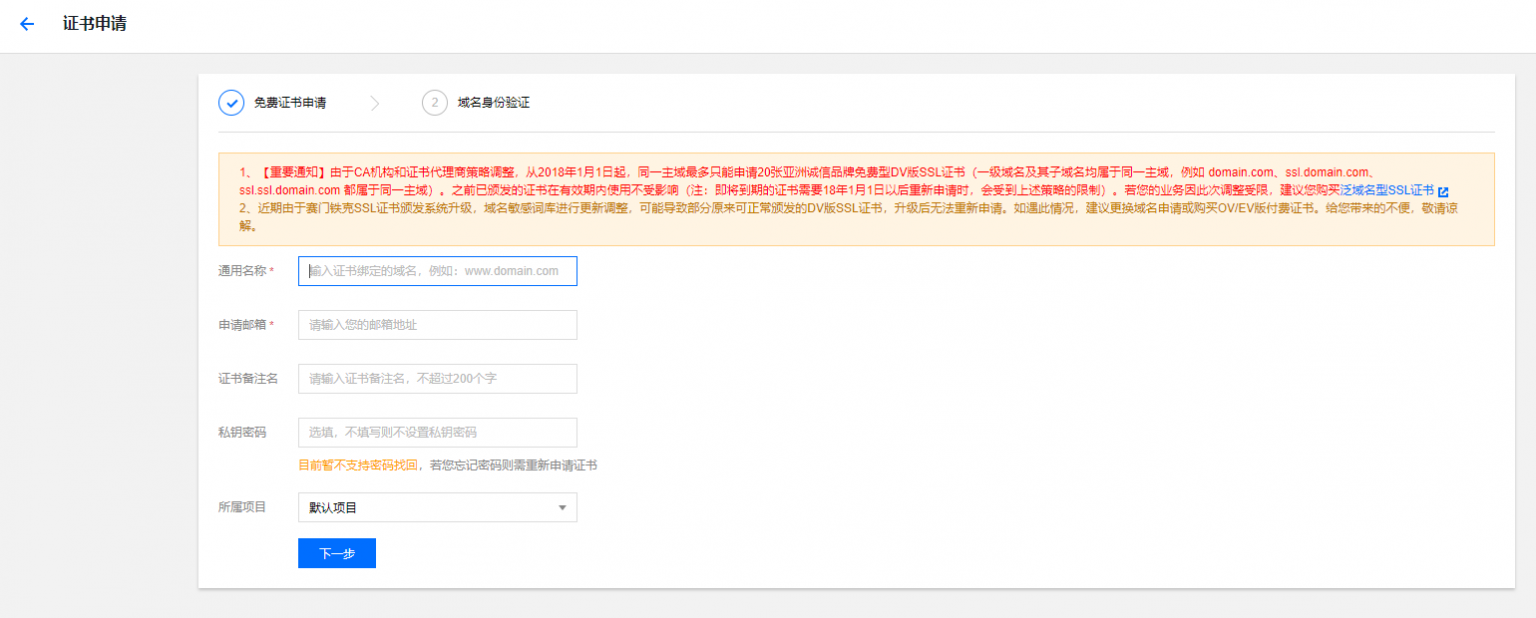 证书申请
免费证书申请
2 域名身份验证
1、【重要通知】由于CA机构和证书代理商策略调整，从2018年1月1日起，同一主域最多只能申请20张亚洲诚信品牌免费型DV版SSL证书（一级域名及其子域名均属于同一主域，例如 domain.com、ssl.domain.com、
ssl.ssl.domain.com 都属于同一主域）。之前已颁发的证书在有效期内使用不受影响（注：即将到期的证书需要18年1月1日以后重新申请时，会受到上述策略的限制）。若您的业务因此次调整受限，建议您购买泛域名型SSL证书
2、近期由于赛门铁克SSL证书颁发系统升级，域名敏感词库进行更新调整，可能导致部分原来可正常颁发的DV版SSL证书，升级后无法重新申请。如遇此情况，建议更换域名申请或购买OV/EV版付费证书。给您带来的不便，敬请谅
解。
通用名称 * 输入证书绑定的域名，例如：www.domain.com
申请邮箱 * 请输入您的邮箱地址
证书备注名 请输入证书备注名，不超过200个字
私钥密码 选填，不填写则不设置私钥密码
目前暂不支持密码找回，若您忘记密码则需重新申请证书
所属项目 默认项目
下一步